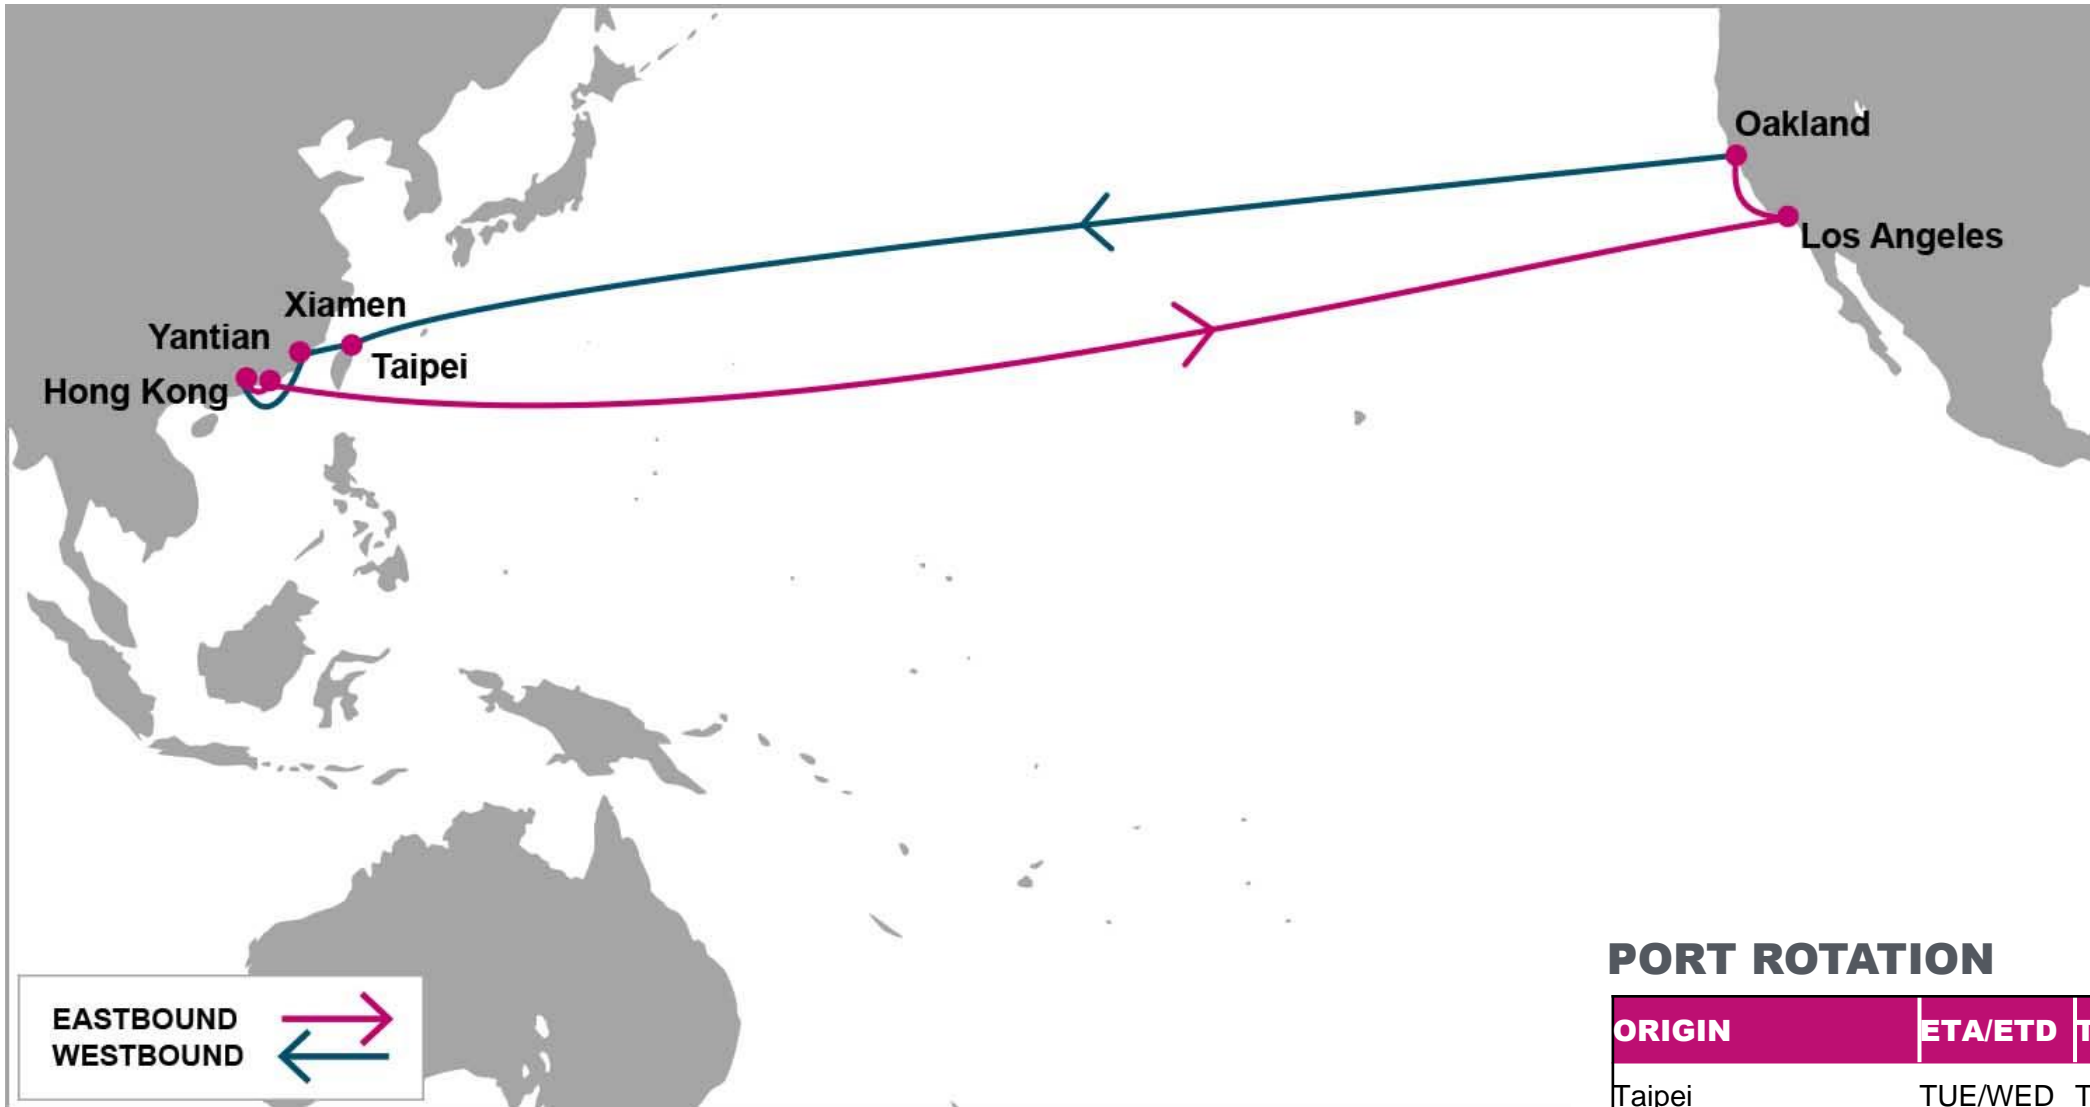 Oakland
Los Angeles
Xiamen
Yantian
Taipei
Hong Kong
EASTBOUND
WESTBOUND
PORT ROTATION
ORIGIN ETA/ETD T
Taipei TUE/WED T